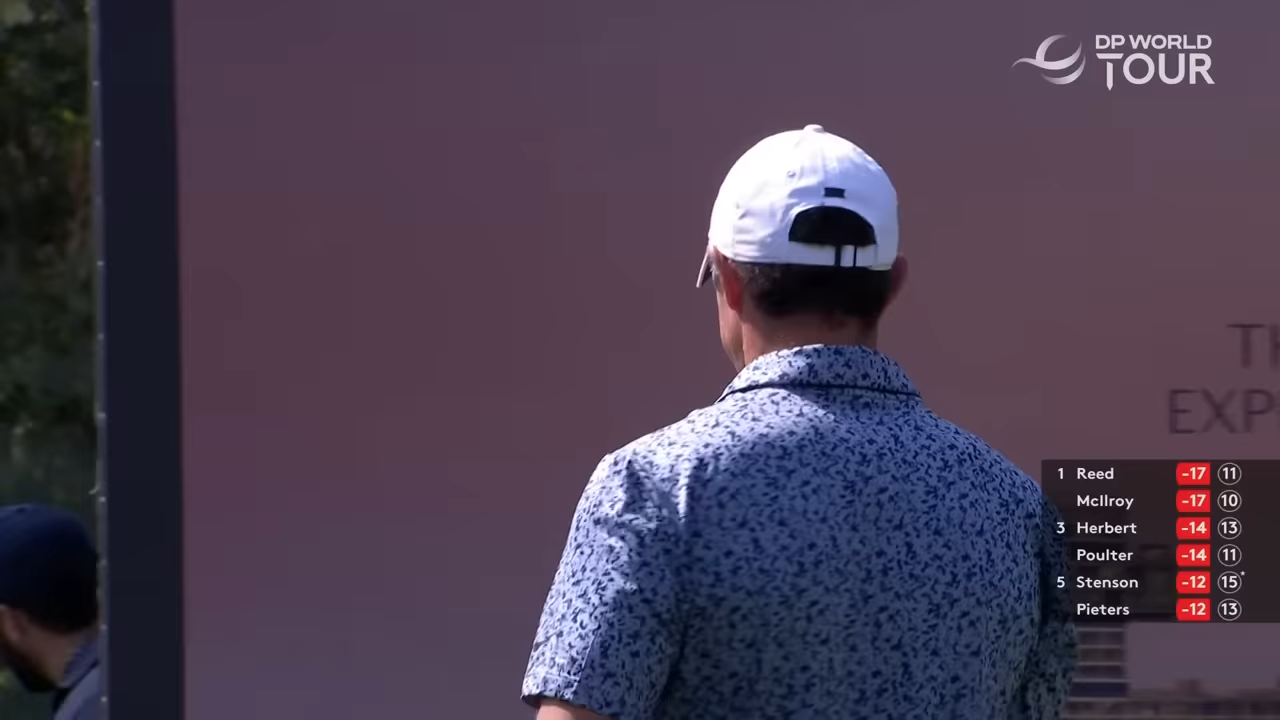 DP WORLD
TOUR
EXP
1 Reed -17 11
McIlroy -17 10
3 Herbert -14 13
Poulter -14 11
5 Stenson -12 15*
Pieters -12 13